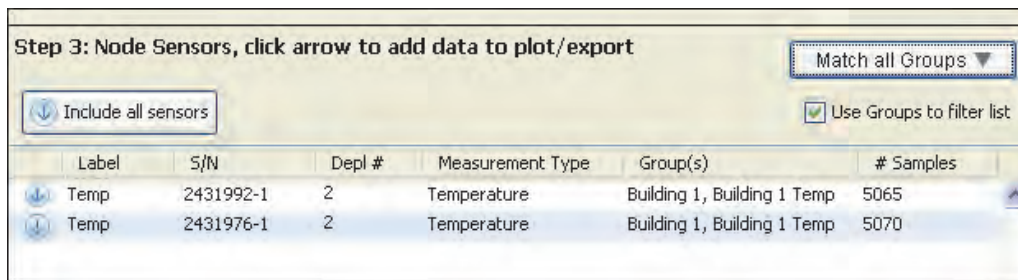 Step 3: Node Sensors, click arrow to add data to plot/export
Match all Groups ▼
Include all sensors
Use Groups to filter list
Label S/N Depl # Measurement Type Group(s) # Samples
Temp 2431992-1 2 Temperature Building 1, Building 1 Temp 5065
Temp 2431976-1 2 Temperature Building 1, Building 1 Temp 5070